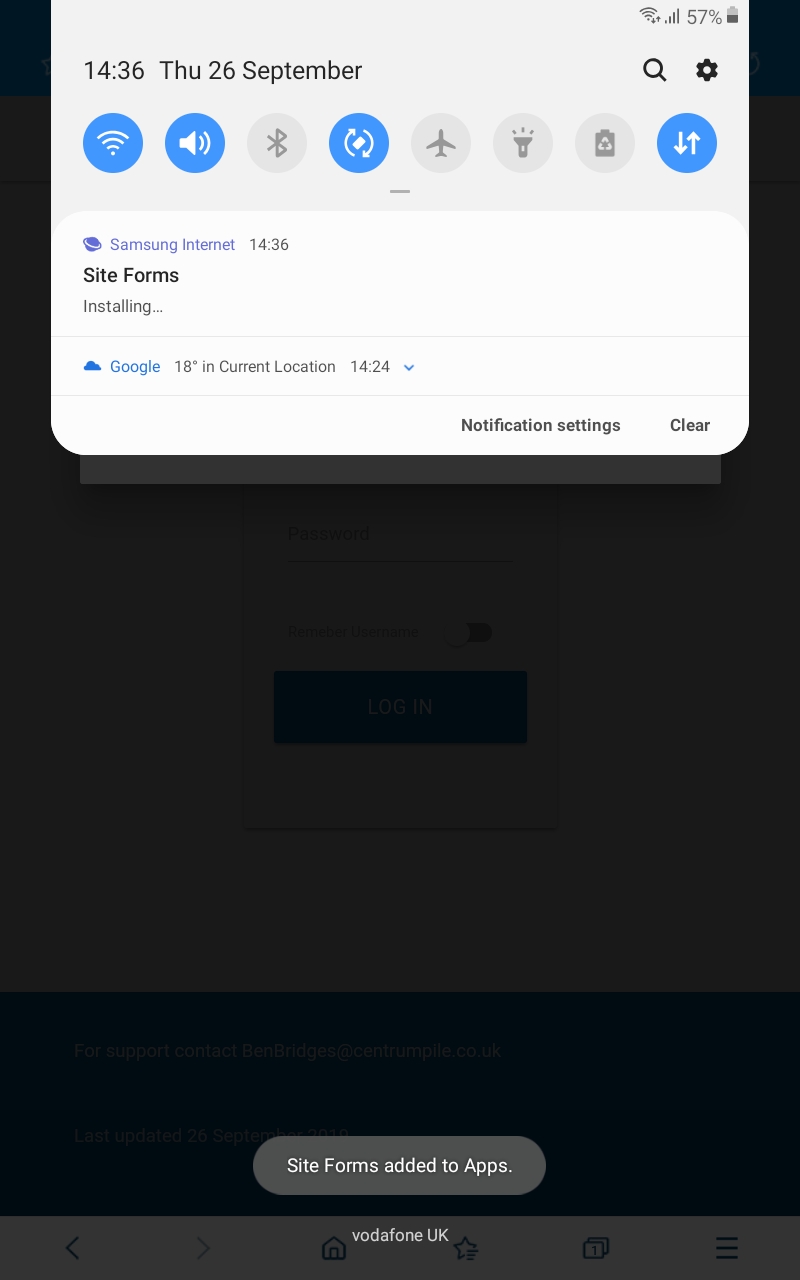 57%
14:36 Thu 26 September
Samsung Internet 14:36
Site Forms
Installing...
Google 18° in Current Location 14:24
Notification settings Clear
Password
Remeber Username
LOG IN
For support contact BenBridges@centrumpile.co.uk
Last updated 26 September 2019
Site Forms added to Apps.
vodafone UK
1